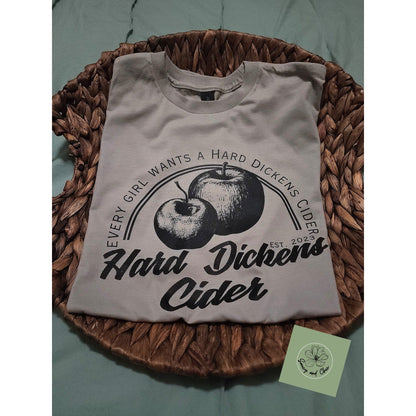 EVERY GIRL WANTS A HARD DICKENS CIDER
EST. 2023
Hard Dickens
Cider